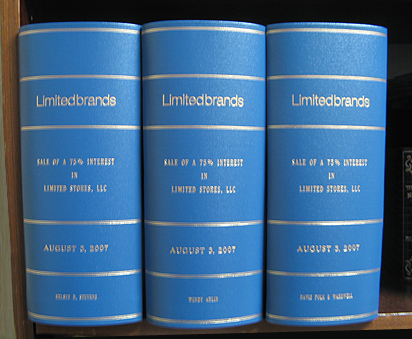 Limitedbrands
SALE OF A 75% INTEREST
IN
LIMITED STORES, LLC
AUGUST 3, 2007
Limitedbrands
SALE OF A 75% INTEREST
IN
LIMITED STORES, LLC
AUGUST 3, 2007
Limitedbrands
SALE OF A 75% INTEREST
IN
LIMITED STORES, LLC
AUGUST 3, 2007
DAVIS POLK & WARDWELL